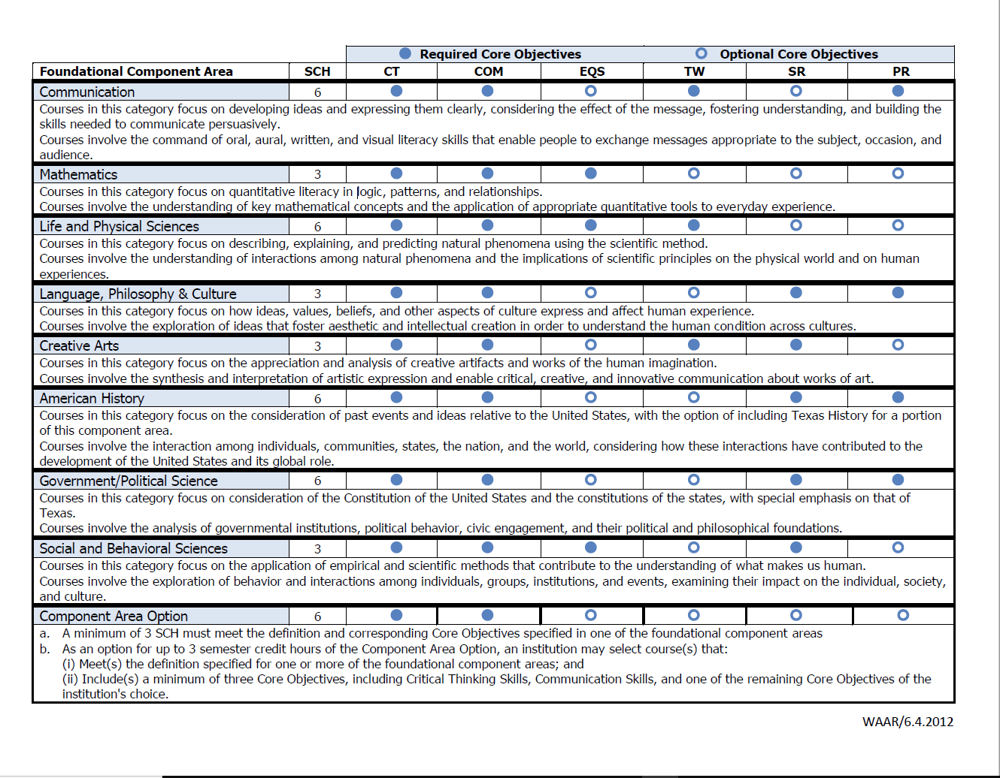 Required Core Objectives Optional Core Objectives
Foundational Component Area SCH CT COM EQS TW SR PR
Communication 6
Courses in this category focus on developing ideas and expressing them clearly, considering the effect of the message, fostering understanding, and building the
skills needed to communicate persuasively.
Courses involve the command of oral, aural, written, and visual literacy skills that enable people to exchange messages appropriate to the subject, occasion, and
audience.
Mathematics 3
Courses in this category focus on quantitative literacy in logic, patterns, and relationships.
Courses involve the understanding of key mathematical concepts and the application of appropriate quantitative tools to everyday experience.
Life and Physical Sciences 6
Courses in this category focus on describing, explaining, and predicting natural phenomena using the scientific method.
Courses involve the understanding of interactions among natural phenomena and the implications of scientific principles on the physical world and on human
experiences.
Language, Philosophy & Culture 3
Courses in this category focus on how ideas, values, beliefs, and other aspects of culture express and affect human experience.
Courses involve the exploration of ideas that foster aesthetic and intellectual creation in order to understand the human condition across cultures.
Creative Arts 3
Courses in this category focus on the appreciation and analysis of creative artifacts and works of the human imagination.
Courses involve the synthesis and interpretation of artistic expression and enable critical, creative, and innovative communication about works of art.
American History 6
Courses in this category focus on the consideration of past events and ideas relative to the United States, with the option of including Texas History for a portion
of this component area.
Courses involve the interaction among individuals, communities, states, the nation, and the world, considering how these interactions have contributed to the
development of the United States and its global role.
Government/Political Science 6
Courses in this category focus on consideration of the Constitution of the United States and the constitutions of the states, with special emphasis on that of
Texas.
Courses involve the analysis of governmental institutions, political behavior, civic engagement, and their political and philosophical foundations.
Social and Behavioral Sciences 3
Courses in this category focus on the application of empirical and scientific methods that contribute to the understanding of what makes us human.
Courses involve the exploration of behavior and interactions among individuals, groups, institutions, and events, examining their impact on the individual, society,
and culture.
Component Area Option 6
a. A minimum of 3 SCH must meet the definition and corresponding Core Objectives specified in one of the foundational component areas
b. As an option for up to 3 semester credit hours of the Component Area Option, an institution may select course(s) that:
(i) Meet(s) the definition specified for one or more of the foundational component areas; and
(ii) Include(s) a minimum of three Core Objectives, including Critical Thinking Skills, Communication Skills, and one of the remaining Core Objectives of the
institution's choice.
WAAR/6.4.2012